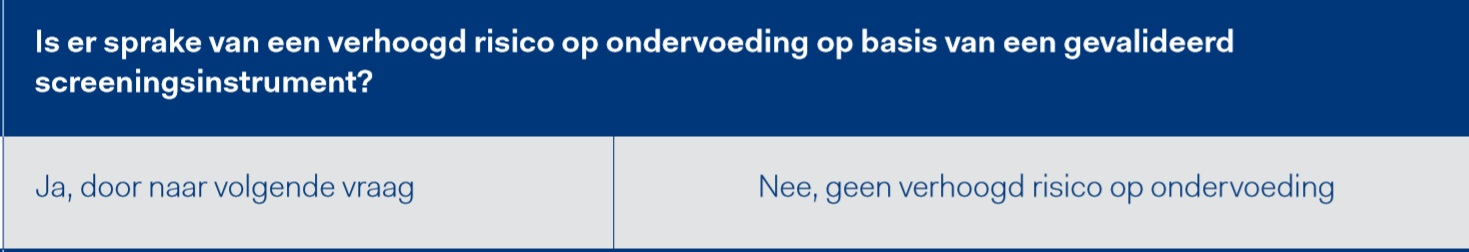 Is er sprake van een verhoogd risico op ondervoeding op basis van een gevalideerd
screeningsinstrument?
Ja, door naar volgende vraag
Nee, geen verhoogd risico op ondervoeding